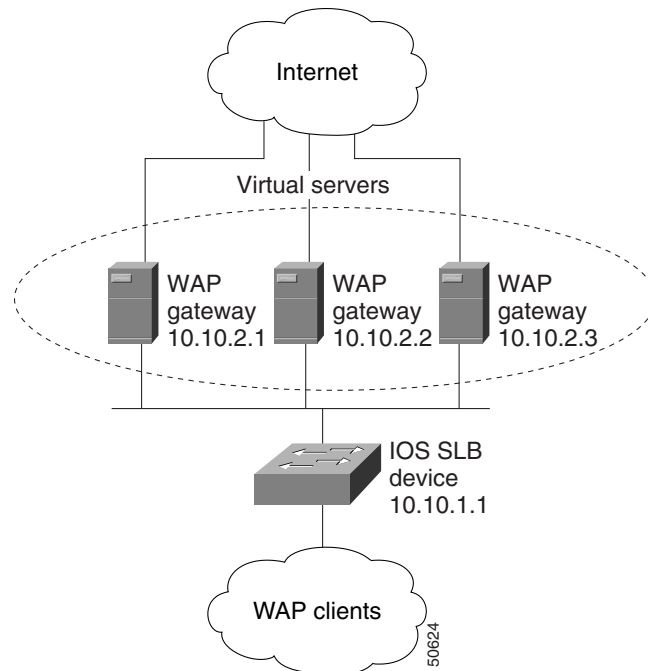 Internet
Virtual servers
WAP
gateway
10.10.2.1
WAP
gateway
10.10.2.2
WAP
gateway
10.10.2.3
IOS SLB
device
10.10.1.1
WAP clients
50624